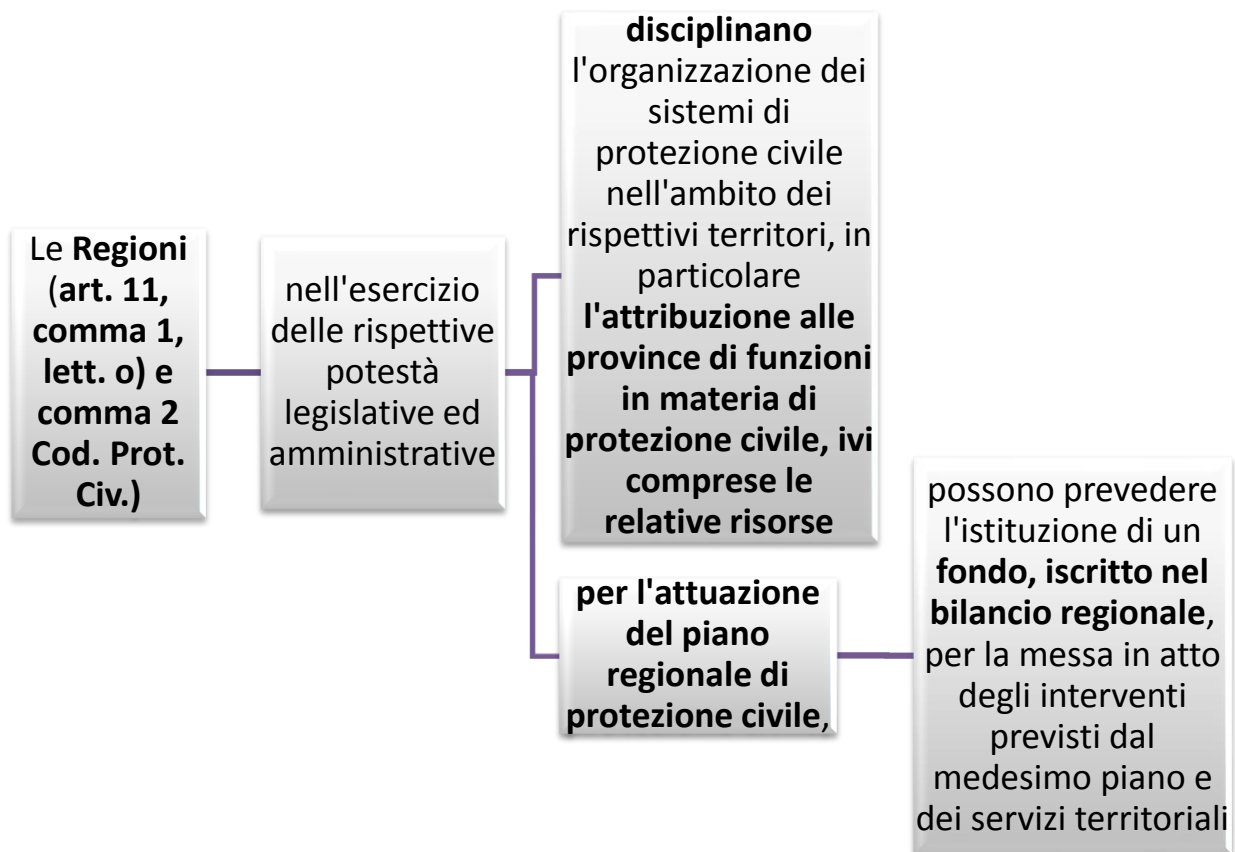 Le Regioni
(art. 11,
comma 1,
lett. o) e
comma 2
Cod. Prot.
Civ.)
nell'esercizio
delle rispettive
potestà
legislative ed
amministrative
disciplinano
l'organizzazione dei
sistemi di
protezione civile
nell'ambito dei
rispettivi territori, in
particolare
l'attribuzione alle
province di funzioni
in materia di
protezione civile, ivi
comprese le
relative risorse
per l'attuazione
del piano
regionale di
protezione civile,
possono prevedere
l'istituzione di un
fondo, iscritto nel
bilancio regionale,
per la messa in atto
degli interventi
previsti dal
medesimo piano e
dei servizi territoriali